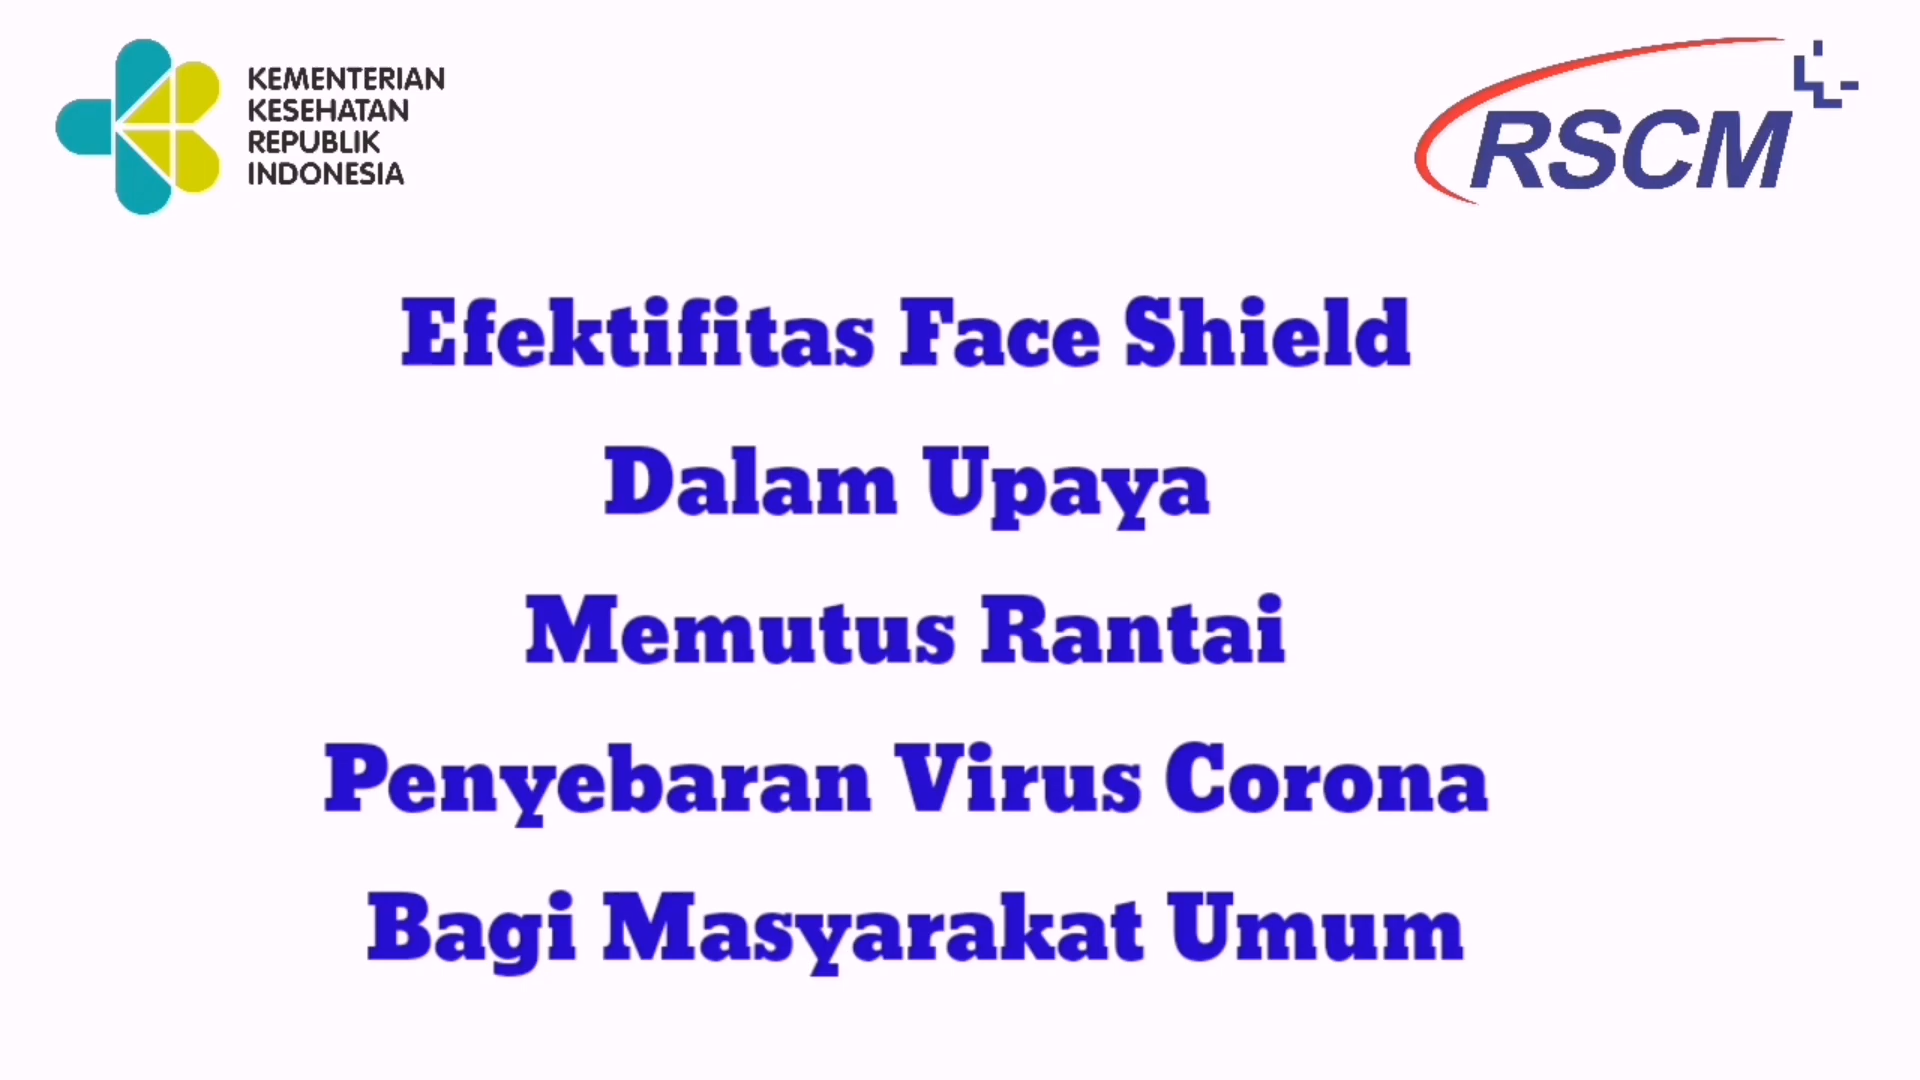 KEMENTERIAN
KESEHATAN
REPUBLIK
INDONESIA
RSCM
Efektifitas Face Shield
Dalam Upaya
Memutus Rantai
Penyebaran Virus Corona
Bagi Masyarakat Umum